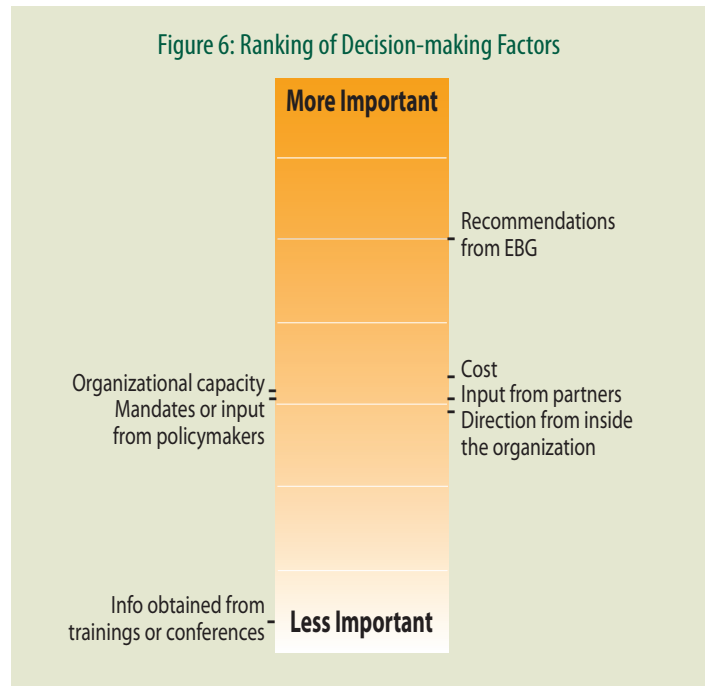 Figure 6: Ranking of Decision-making Factors
More Important
Recommendations
from EBG
Organizational capacity
Mandates or input
from policymakers
Cost
Input from partners
Direction from inside
the organization
Info obtained from
trainings or conferences
Less Important